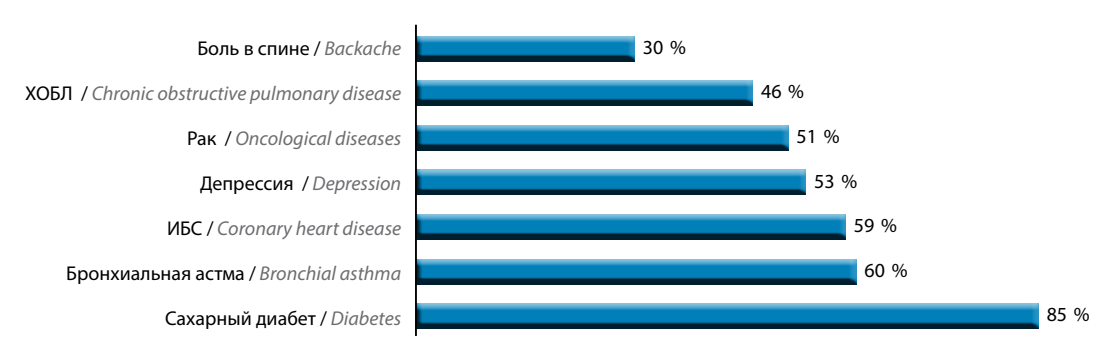 Боль в спине / Backache 30 %
ХОБЛ / Chronic obstructive pulmonary disease 46 %
Рак / Oncological diseases 51 %
Депрессия / Depression 53 %
ИБС / Coronary heart disease 59 %
Бронхиальная астма / Bronchial asthma 60 %
Сахарный диабет / Diabetes 85 %